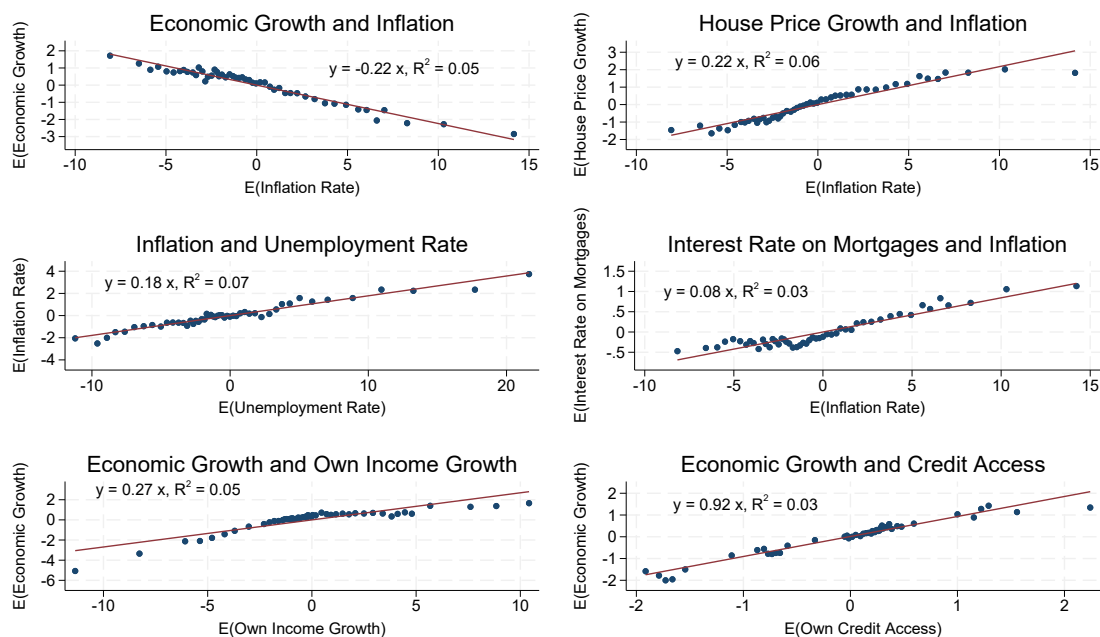 Economic Growth and Inflation
E(Economic Growth)
2
1
0
-1
-2
-3
y = -0.22 x, R² = 0.05
-10 -5 0 5 10 15
E(Inflation Rate)
House Price Growth and Inflation
E(House Price Growth)
3
2
1
0
-1
-2
y = 0.22 x, R² = 0.06
-10 -5 0 5 10 15
E(Inflation Rate)
Inflation and Unemployment Rate
E(Inflation Rate)
4
2
0
-2
-4
y = 0.18 x, R² = 0.07
-10 0 10 20
E(Unemployment Rate)
Interest Rate on Mortgages and Inflation
E(Interest Rate on Mortgages)
1.5
1
.5
0
-.5
y = 0.08 x, R² = 0.03
-10 -5 0 5 10 15
E(Inflation Rate)
Economic Growth and Own Income Growth
E(Economic Growth)
y = 0.27 x, R² = 0.05
2
0
-2
-4
-6
-10 -5 0 5 10
E(Own Income Growth)
Economic Growth and Credit Access
E(Economic Growth)
2
1
0
-1
-2
y = 0.92 x, R² = 0.03
-2 -1 0 1 2
E(Own Credit Access)